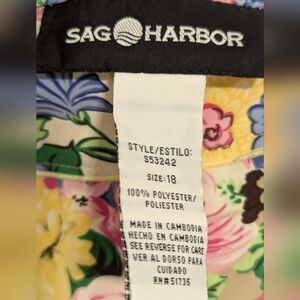 SAG HARBOR
STYLE/ESTILO:
S53242
SIZE: 18
100% POLYESTER/
POLIESTER
MADE IN CAMBODIA
HECHO EN CAMBODIA
SEE REVERSE FOR CARE
VER AL DORSO PARA
CUIDADO
RN# 51735